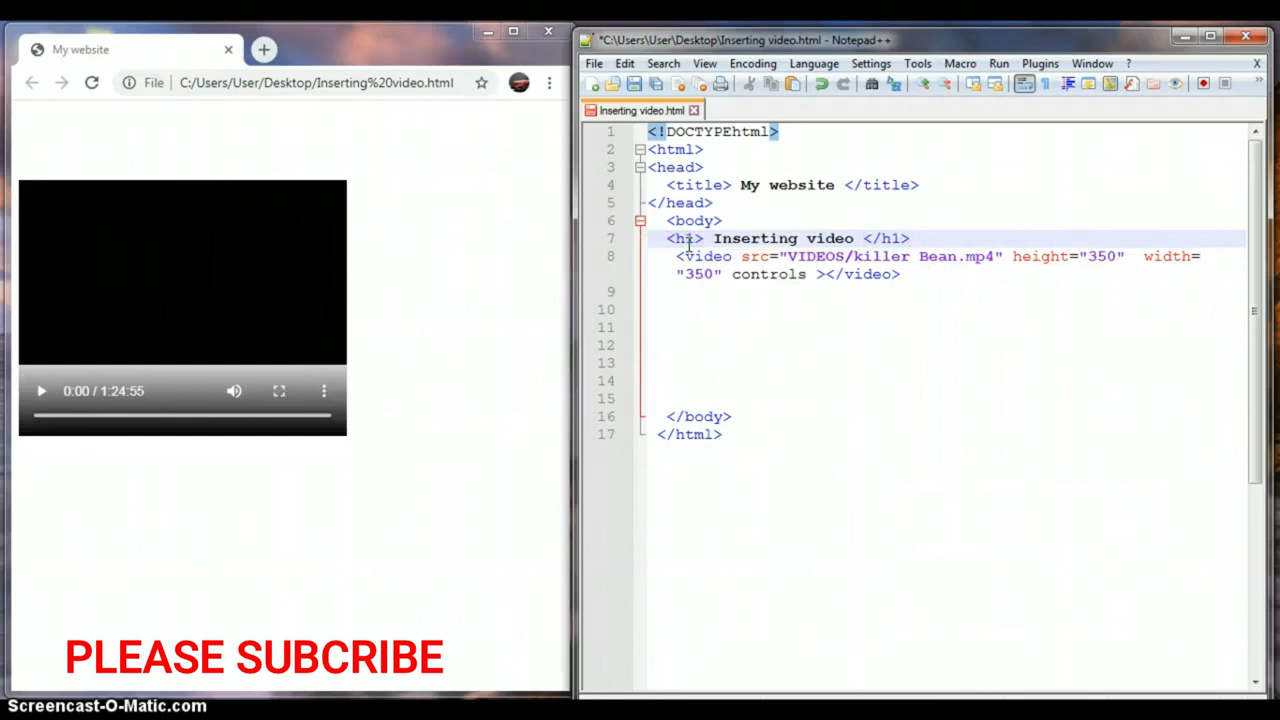 My website
File C:/Users/User/Desktop/Inserting%20video.html
0:00 / 1:24:55
PLEASE SUBCRIBE
Screencast-O-Matic.com
*C:\Users\User\Desktop\Inserting video.html - Notepad++
File Edit Search View Encoding Language Settings Tools Macro Run Plugins Window ? X
Inserting video.html
1 <!DOCTYPEhtml>
2 <html>
3 <head>
4 <title> My website </title>
5 </head>
6 <body>
7 <h1> Inserting video </h1>
8 <video src="VIDEOS/killer Bean.mp4" height="350" width=
"350" controls ></video>
9
10
11
12
13
14
15
16 </body>
17 </html>